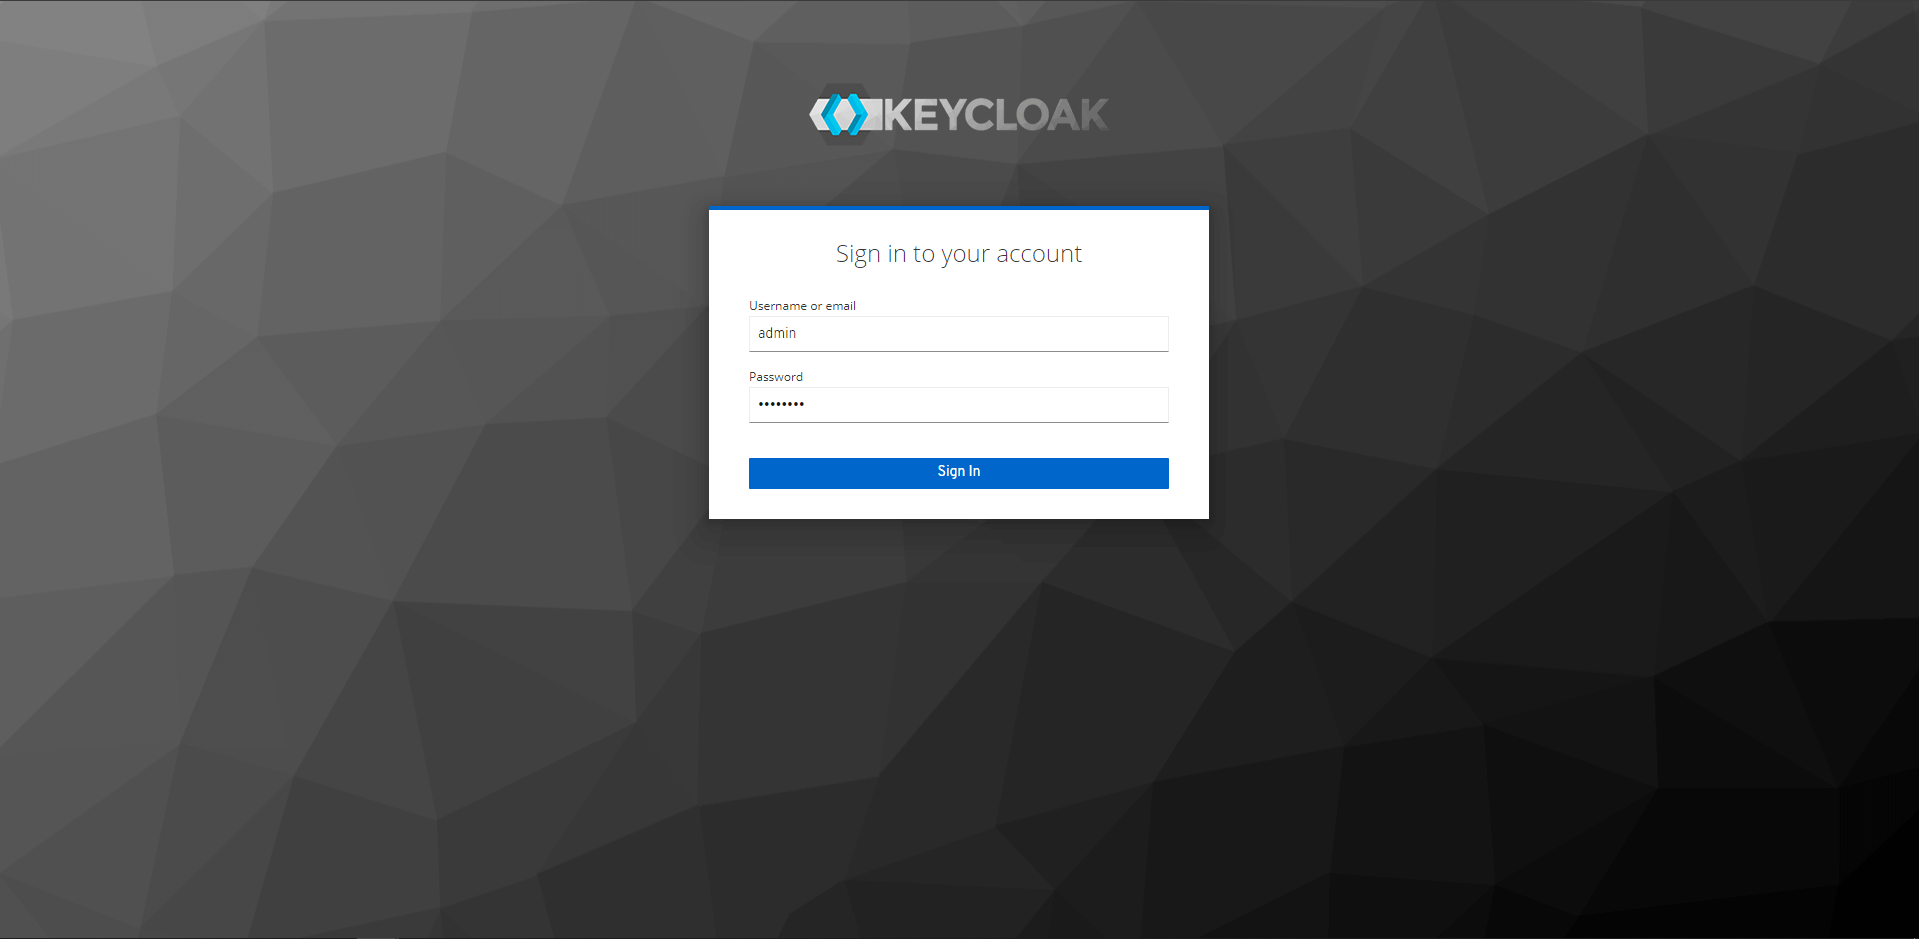 KEYCLOAK
Sign in to your account
Username or email
admin
Password
••••••••
Sign In